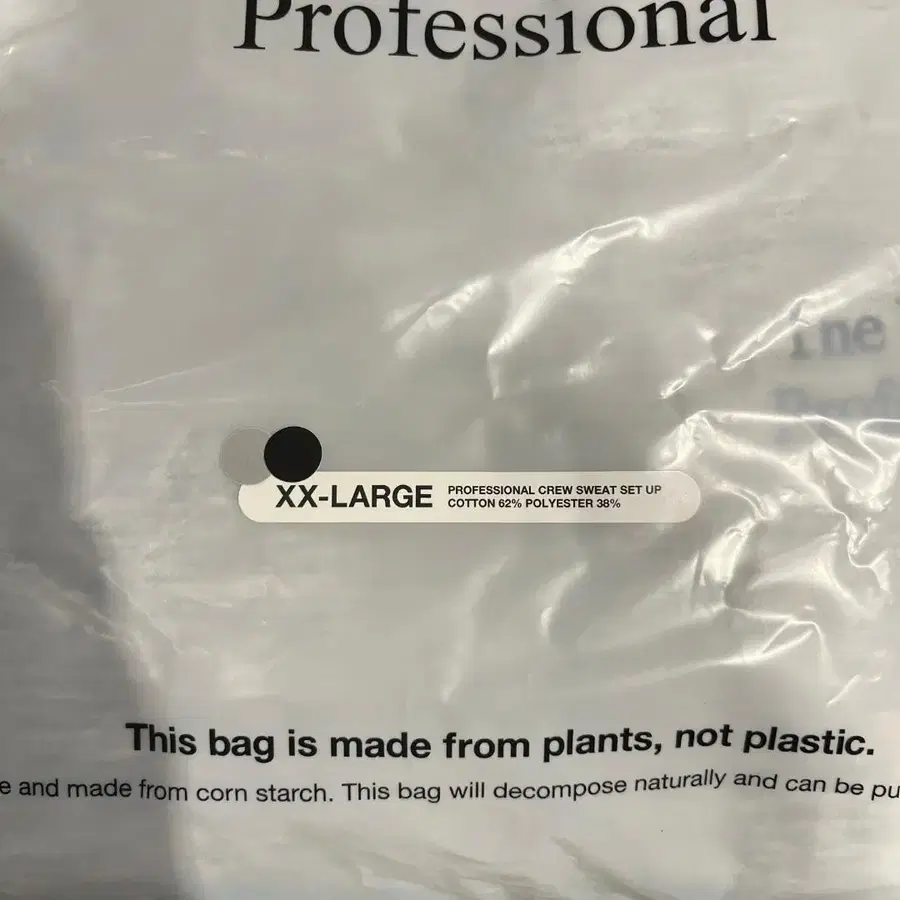 Professional
The
XX-LARGE
PROFESSIONAL CREW SWEAT SET UP
COTTON 62% POLYESTER 38%
This bag is made from plants, not plastic.
e and made from corn starch. This bag will decompose naturally and can be pu